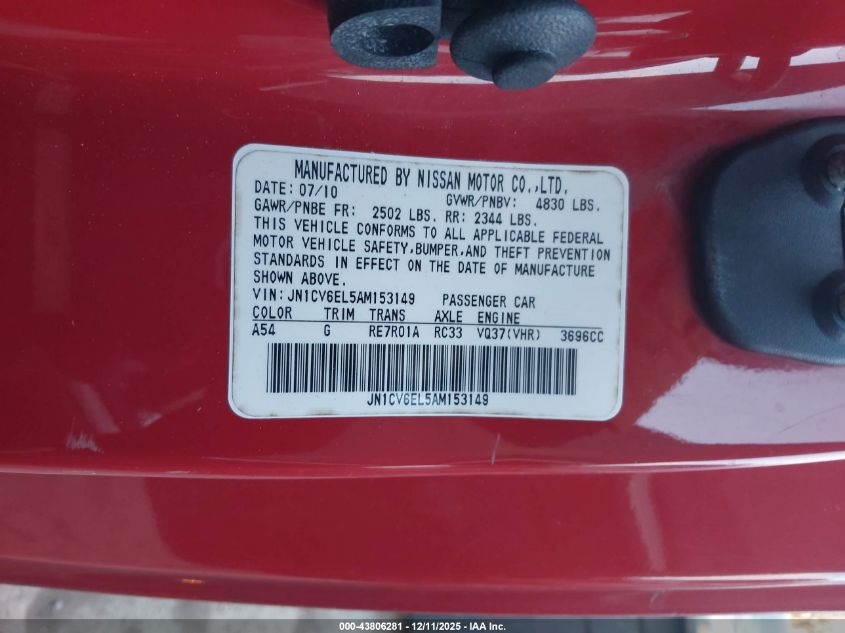 MANUFACTURED BY NISSAN MOTOR CO.,LTD.
DATE: 07/10 GVWR/PNBV: 4830 LBS.
GAWR/PNBE FR: 2502 LBS. RR: 2344 LBS.
THIS VEHICLE CONFORMS TO ALL APPLICABLE FEDERAL
MOTOR VEHICLE SAFETY,BUMPER,AND THEFT PREVENTION
STANDARDS IN EFFECT ON THE DATE OF MANUFACTURE
SHOWN ABOVE.
VIN: JN1CV6EL5AM153149 PASSENGER CAR
COLOR TRIM TRANS AXLE ENGINE
A54 G RE7R01A RC33 VQ37(VHR) 3696CC
JN1CV6EL5AM153149
000-43806281 - 12/11/2025 - IAA Inc.